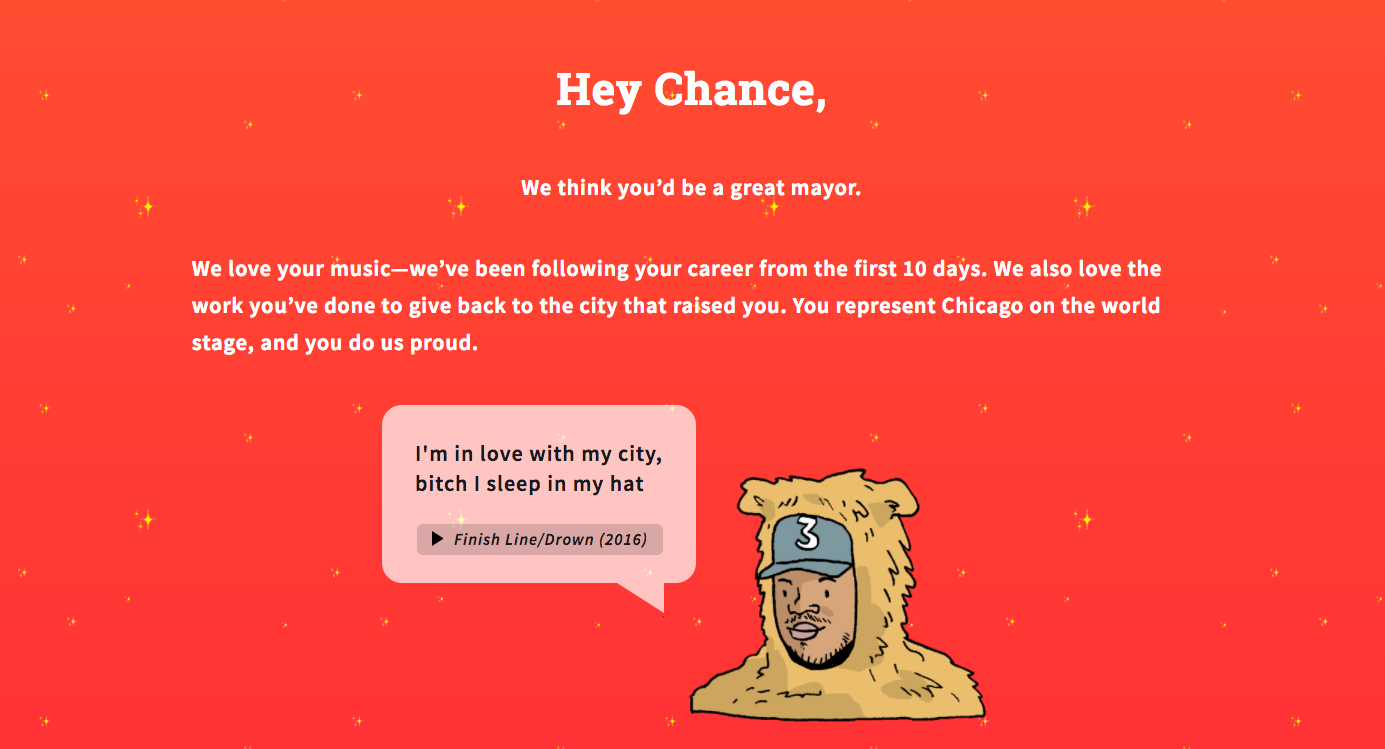 Hey Chance,
We think you’d be a great mayor.
We love your music—we’ve been following your career from the first 10 days. We also love the
work you’ve done to give back to the city that raised you. You represent Chicago on the world
stage, and you do us proud.
I'm in love with my city,
bitch I sleep in my hat
Finish Line/Drown (2016)
3